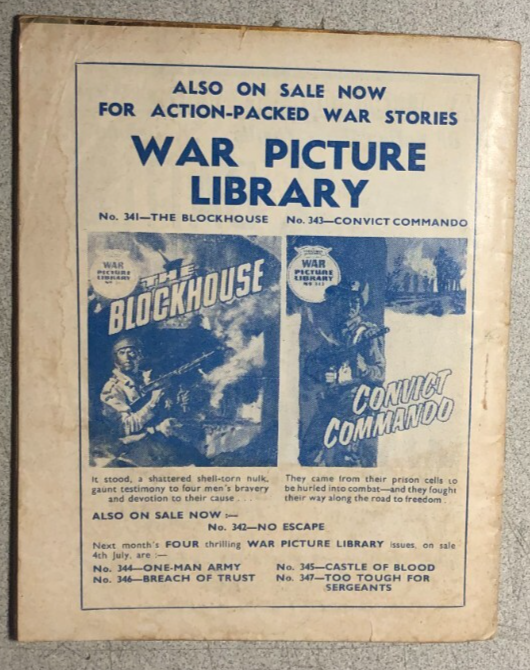 ALSO ON SALE NOW
FOR ACTION-PACKED WAR STORIES
WAR PICTURE
LIBRARY
No. 341—THE BLOCKHOUSE
No. 343—CONVICT COMMANDO
WAR
PICTURE
LIBRARY
THE
BLOCKHOUSE
WAR
PICTURE
LIBRARY
No 343
CONVICT
COMMANDO
It stood, a shattered shell-torn hulk,
gaunt testimony to four men's bravery
and devotion to their cause . . .
They came from their prison cells to
be hurled into combat—and they fought
their way along the road to freedom .
ALSO ON SALE NOW :—
No. 342—NO ESCAPE
Next month's FOUR thrilling WAR PICTURE LIBRARY issues, on sale
4th July, are :—
No. 344—ONE-MAN ARMY
No. 346—BREACH OF TRUST
No. 345—CASTLE OF BLOOD
No. 347—TOO TOUGH FOR
SERGEANTS